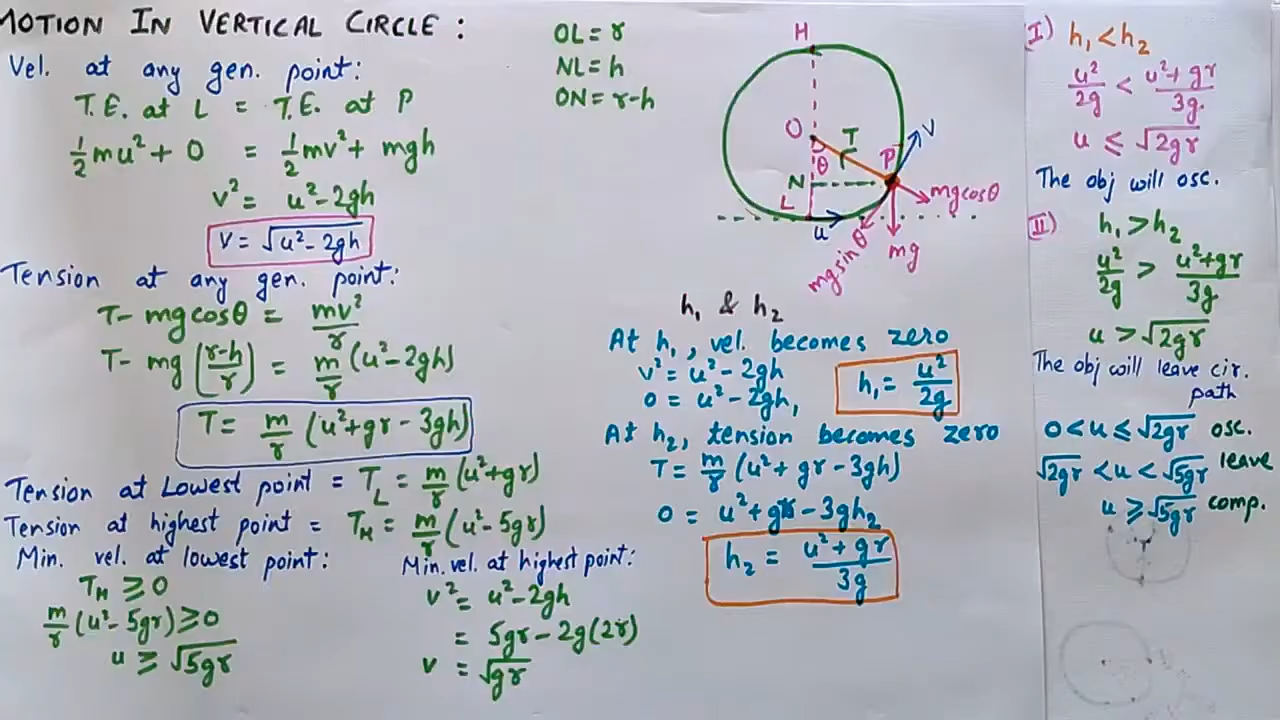 MOTION IN VERTICAL CIRCLE :
Vel. at any gen. point:
T.E. at L = T.E. at P
½mu² + 0 = ½mv² + mgh
v² = u² - 2gh
v = √(u² - 2gh)
Tension at any gen. point:
T - mgcosθ = mv²/r
T - mg((r-h)/r) = m/r (u² - 2gh)
T = m/r (u² + gr - 3gh)
Tension at Lowest point = T_L = m/r (u² + gr)
Tension at highest point = T_H = m/r (u² - 5gr)
Min. vel. at lowest point:
T_H ≥ 0
m/r (u² - 5gr) ≥ 0
u ≥ √5gr
Min. vel. at highest point:
v² = u² - 2gh
= 5gr - 2g(2r)
v = √gr
OL = r
NL = h
ON = r-h
H
O
T
θ
N
L
P
v
u
mgcosθ
mgsinθ
mg
h₁ & h₂
At h₁, vel. becomes zero
v² = u² - 2gh
0 = u² - 2gh₁
h₁ = u²/2g
At h₂, tension becomes zero
T = m/r (u² + gr - 3gh)
0 = u² + gr - 3gh₂
h₂ = (u² + gr)/3g
I) h₁ < h₂
u²/2g < (u² + gr)/3g
u ≤ √2gr
The obj will osc.
II) h₁ > h₂
u²/2g > (u² + gr)/3g
u > √2gr
The obj will leave cir.
path
0 < u ≤ √2gr osc.
√2gr < u < √5gr leave
u ≥ √5gr comp.